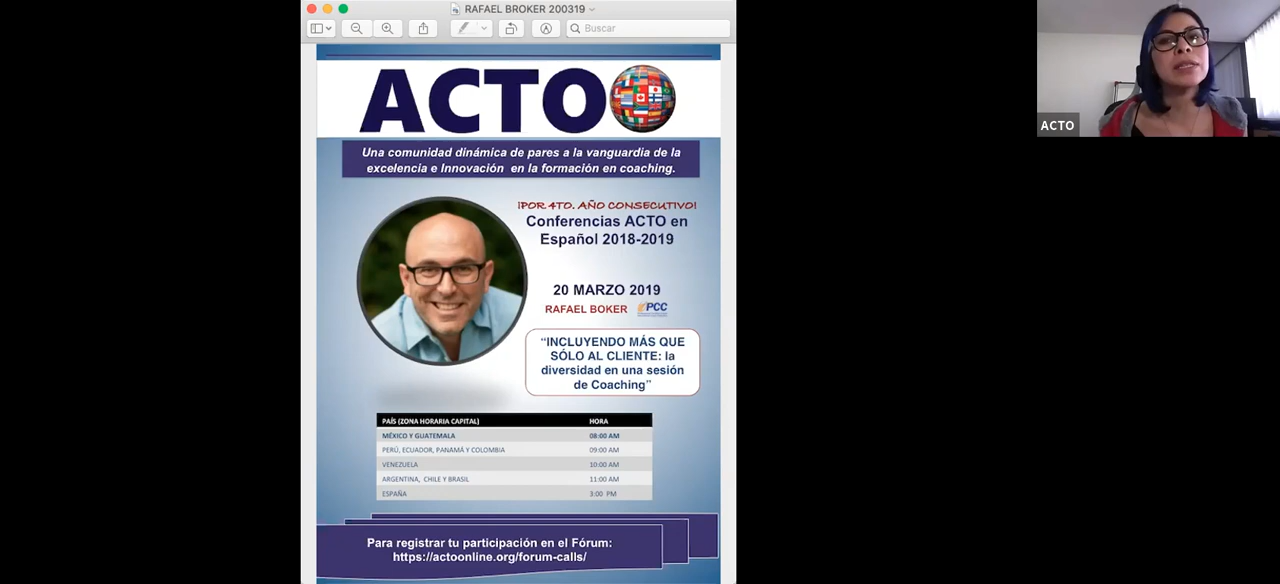 RAFAEL BROKER 200319
Buscar
ACTO
Una comunidad dinámica de pares a la vanguardia de la
excelencia e Innovación en la formación en coaching.
¡POR 4TO. AÑO CONSECUTIVO!
Conferencias ACTO en
Español 2018-2019
20 MARZO 2019
RAFAEL BOKER PCC
“INCLUYENDO MÁS QUE
SÓLO AL CLIENTE: la
diversidad en una sesión
de Coaching”
PAÍS (ZONA HORARIA CAPITAL) HORA
MÉXICO Y GUATEMALA 08:00 AM
PERÚ, ECUADOR, PANAMÁ Y COLOMBIA 09:00 AM
VENEZUELA 10:00 AM
ARGENTINA, CHILE Y BRASIL 11:00 AM
ESPAÑA 3:00 PM
Para registrar tu participación en el Fórum:
https://actoonline.org/forum-calls/
ACTO